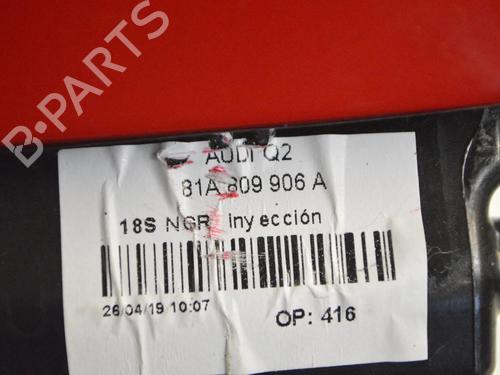 B-PARTS
AUDI Q2
81A 809 906 A
18S NGR Inyección
26/04/19 10:07
OP: 416